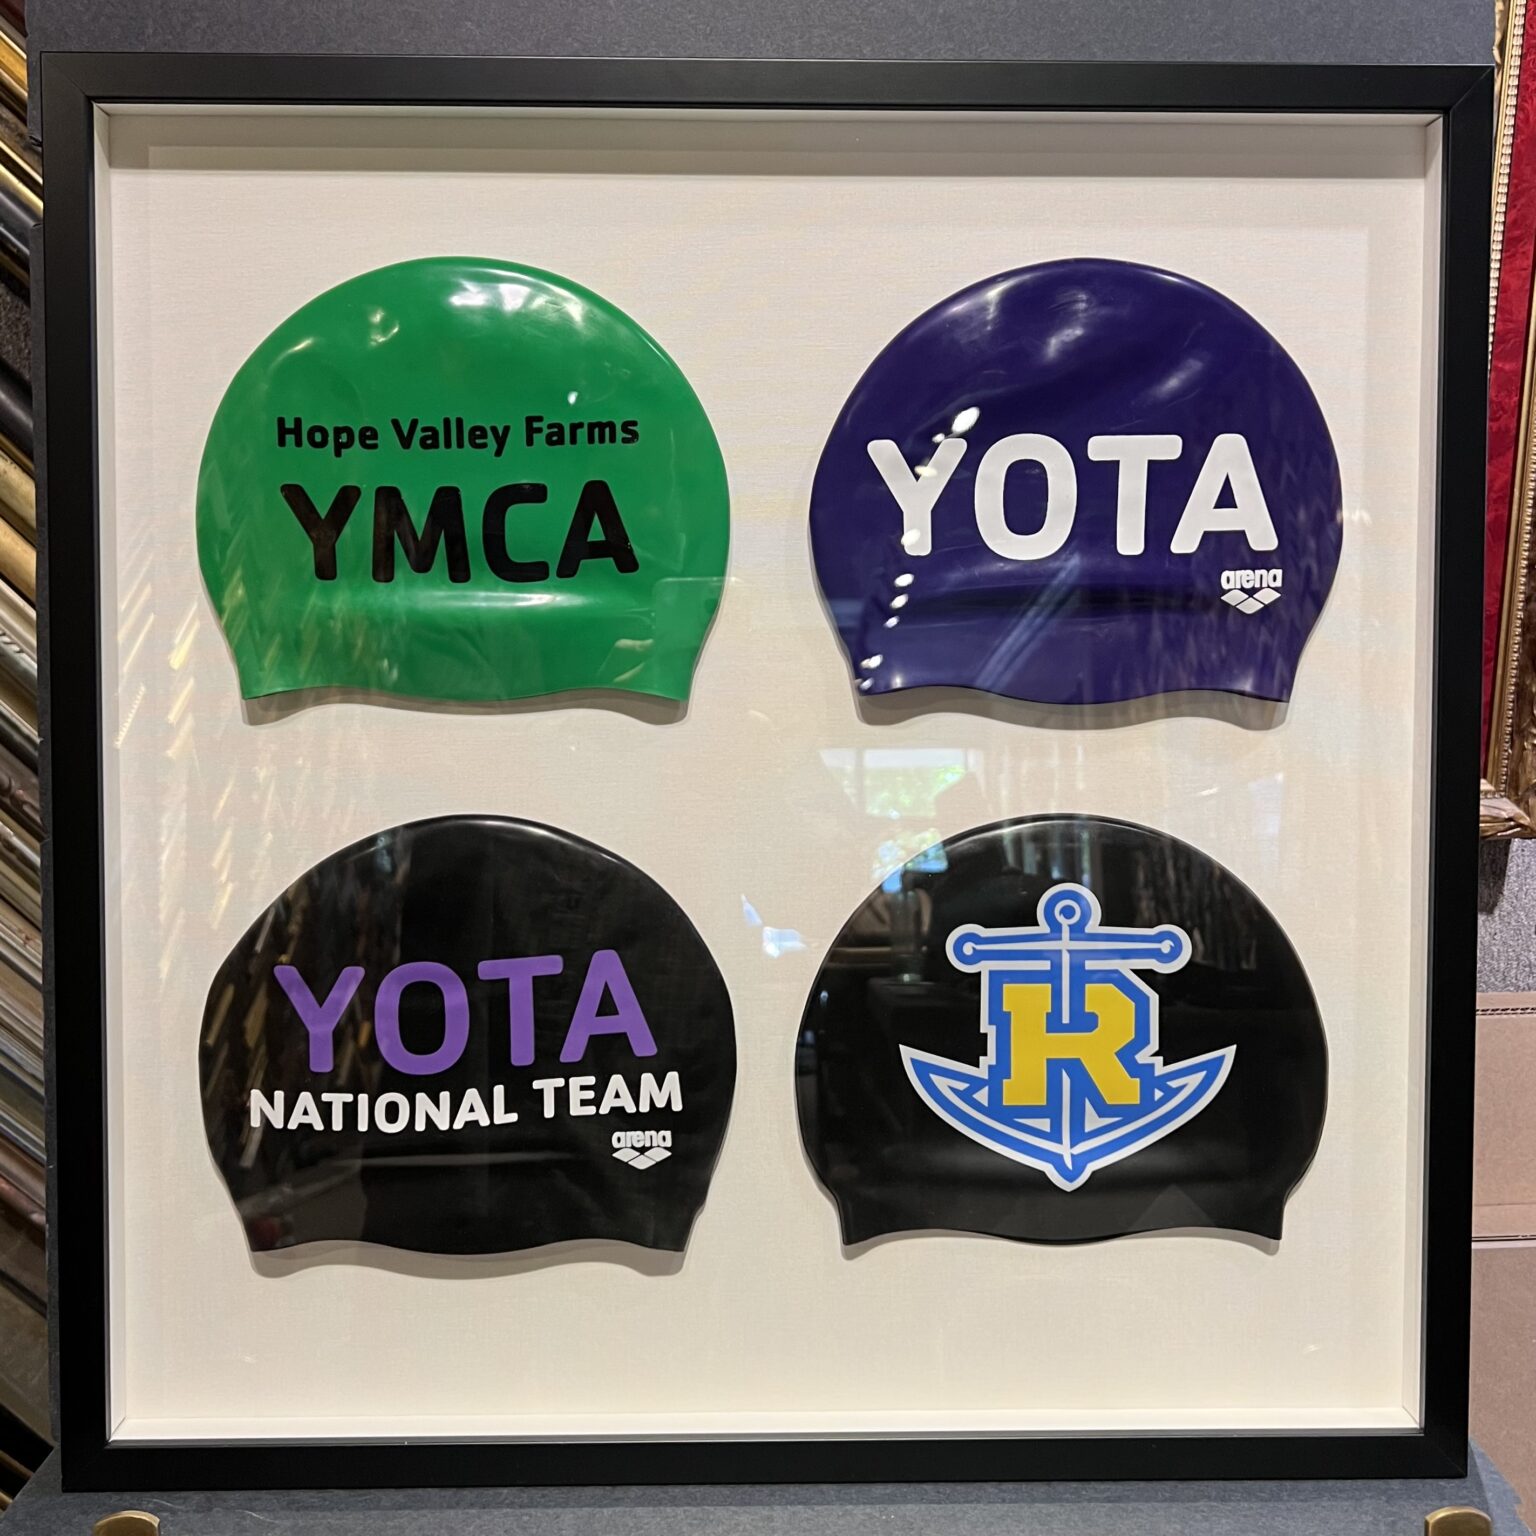 Hope Valley Farms
YMCA
YOTA
arena
YOTA
NATIONAL TEAM
arena
R